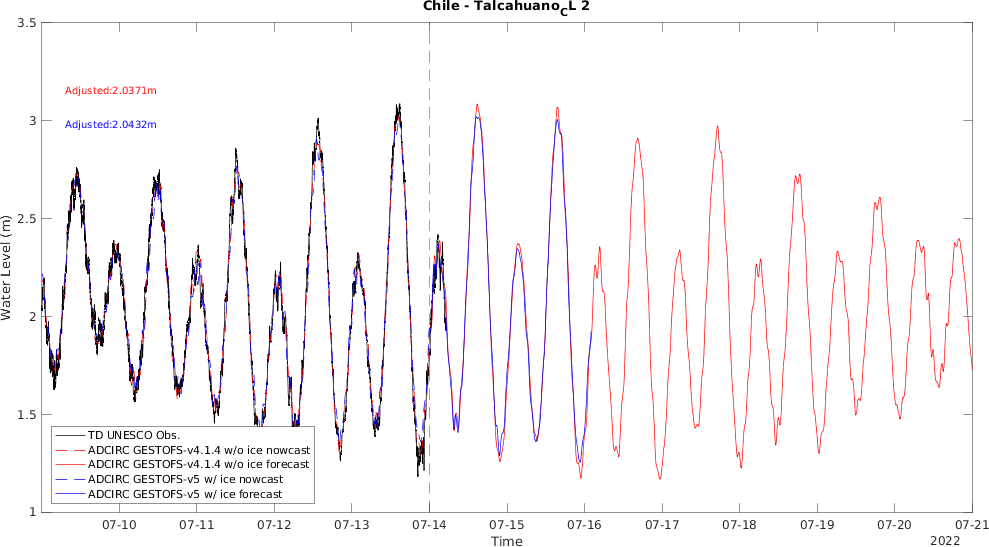 Chile - Talcahuano_CL 2
3.5
3
2.5
2
1.5
1
Water Level (m)
Adjusted:2.0371m
Adjusted:2.0432m
TD UNESCO Obs.
ADCIRC GESTOFS-v4.1.4 w/o ice nowcast
ADCIRC GESTOFS-v4.1.4 w/o ice forecast
ADCIRC GESTOFS-v5 w/ ice nowcast
ADCIRC GESTOFS-v5 w/ ice forecast
07-10 07-11 07-12 07-13 07-14 07-15 07-16 07-17 07-18 07-19 07-20 07-21
Time
2022